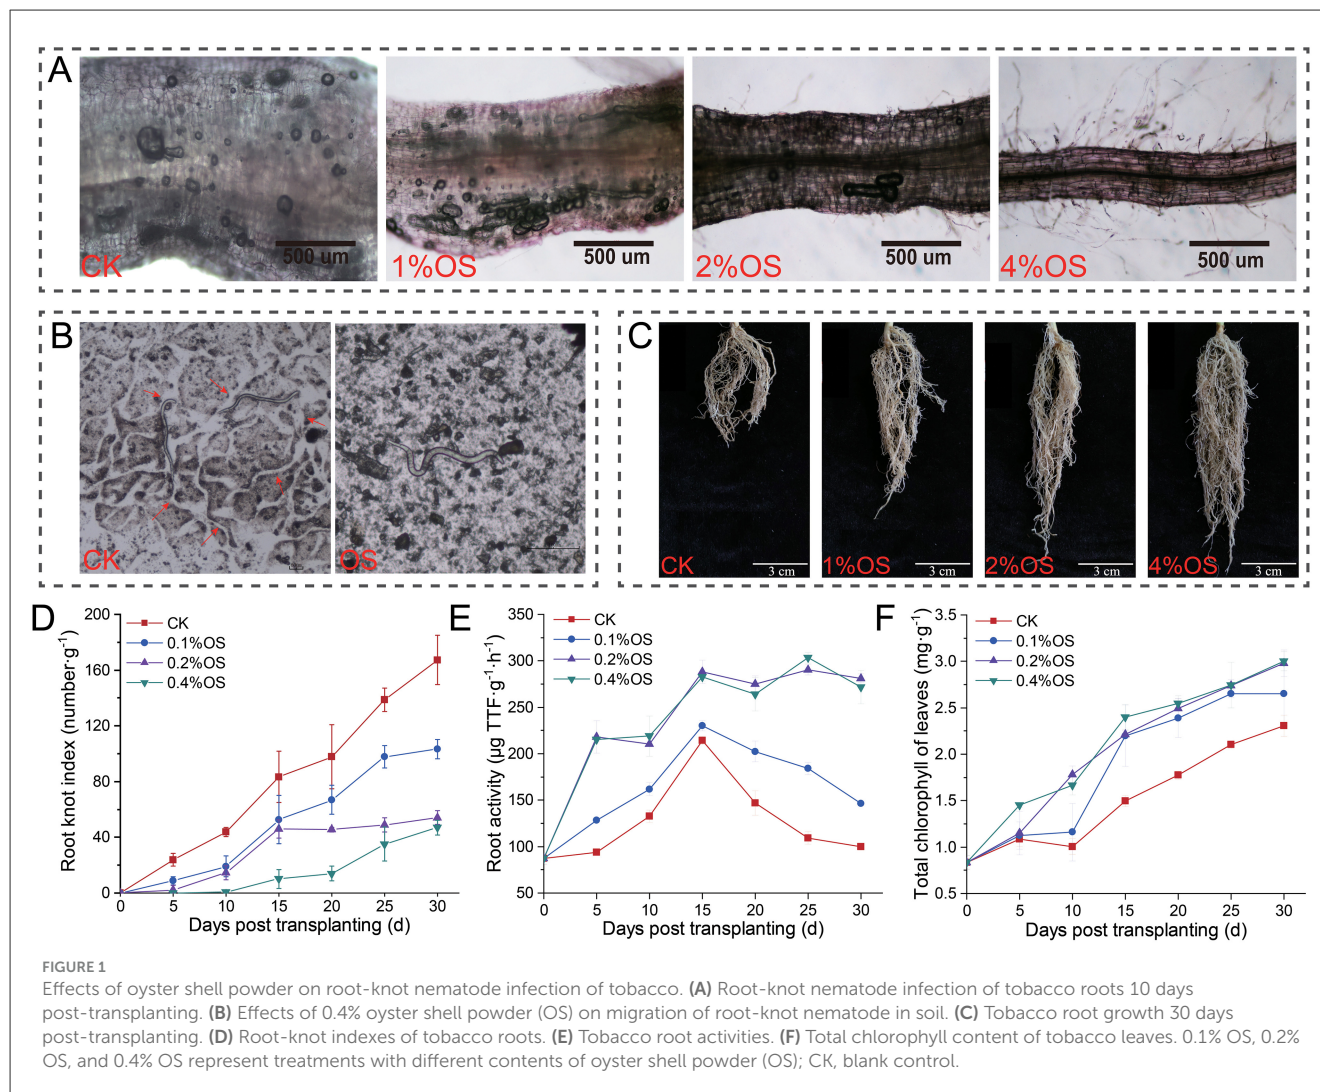 A
CK
500 um
1%OS
500 um
2%OS
500 um
4%OS
500 um
B
CK
OS
C
CK
3 cm
1%OS
3 cm
2%OS
3 cm
4%OS
3 cm
D
CK
0.1%OS
0.2%OS
0.4%OS
Root knot index (number·g⁻¹)
200
160
120
80
40
0
0 5 10 15 20 25 30
Days post transplanting (d)
E
CK
0.1%OS
0.2%OS
0.4%OS
Root activity (µg TTF·g⁻¹·h⁻¹)
350
300
250
200
150
100
50
0 5 10 15 20 25 30
Days post transplanting (d)
F
CK
0.1%OS
0.2%OS
0.4%OS
Total chlorophyll of leaves (mg·g⁻¹)
3.5
3.0
2.5
2.0
1.5
1.0
0.5
0 5 10 15 20 25 30
Days post transplanting (d)
FIGURE 1
Effects of oyster shell powder on root-knot nematode infection of tobacco. (A) Root-knot nematode infection of tobacco roots 10 days
post-transplanting. (B) Effects of 0.4% oyster shell powder (OS) on migration of root-knot nematode in soil. (C) Tobacco root growth 30 days
post-transplanting. (D) Root-knot indexes of tobacco roots. (E) Tobacco root activities. (F) Total chlorophyll content of tobacco leaves. 0.1% OS, 0.2%
OS, and 0.4% OS represent treatments with different contents of oyster shell powder (OS); CK, blank control.